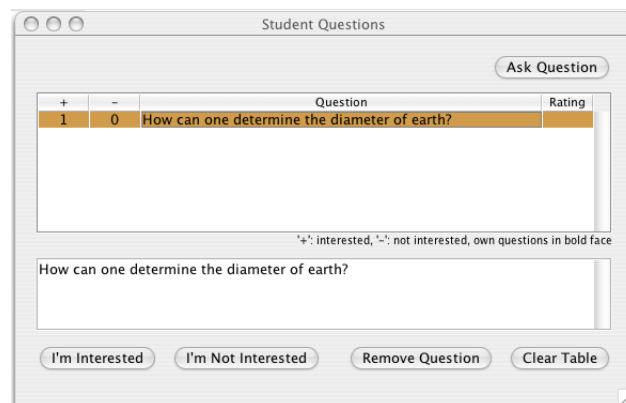 Student Questions
Ask Question
+ - Question Rating
1 0 How can one determine the diameter of earth?
'+': interested, '-': not interested, own questions in bold face
How can one determine the diameter of earth?
I'm Interested I'm Not Interested Remove Question Clear Table